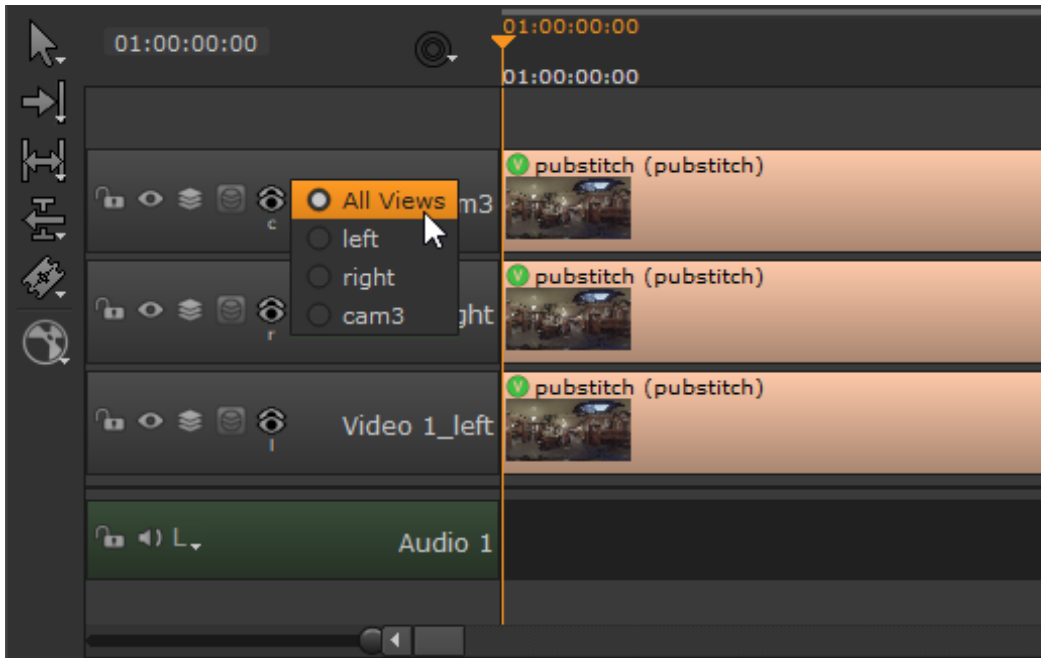 01:00:00:00
01:00:00:00
01:00:00:00
V pubstitch (pubstitch)
All Views
m3
c
left
right
cam3
V pubstitch (pubstitch)
ght
r
V pubstitch (pubstitch)
Video 1_left
l
L
Audio 1